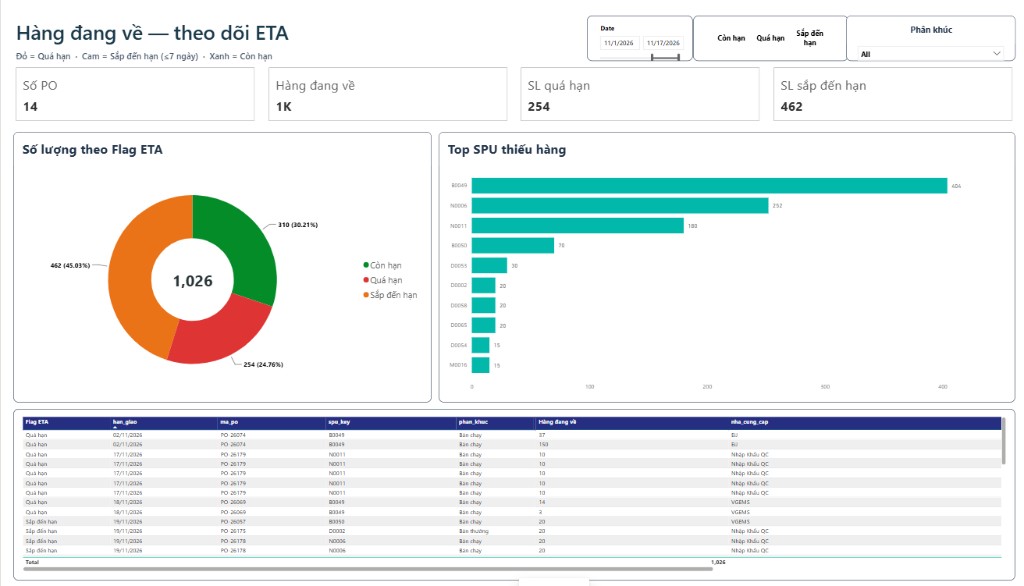 Hàng đang về — theo dõi ETA
Đỏ = Quá hạn · Cam = Sắp đến hạn (≤7 ngày) · Xanh = Còn hạn
Date
11/1/2026 11/17/2026
Còn hạn Quá hạn Sắp đến hạn
Phân khúc
All
Số PO
14
Hàng đang về
1K
SL quá hạn
254
SL sắp đến hạn
462
Số lượng theo Flag ETA
310 (30.21%)
462 (45.03%)
1,026
254 (24.76%)
Còn hạn
Quá hạn
Sắp đến hạn
Top SPU thiếu hàng
B0049 404
N0006 252
N0011 180
B0050 70
D0053 30
D0002 20
D0058 20
D0065 20
D0054 15
M0016 15
0 100 200 300 400
Flag ETA han_giao ma_po spu_key phan_khuc Hàng đang về nha_cung_cap
Quá hạn 02/11/2026 PO 26074 B0049 Bán chạy 57
Quá hạn 02/11/2026 PO 26074 B0049 Bán chạy 150
Quá hạn 17/11/2026 PO 26179 N0011 Bán chạy 10 Nhập Khẩu QC
Quá hạn 17/11/2026 PO 26179 N0011 Bán chạy 10 Nhập Khẩu QC
Quá hạn 17/11/2026 PO 26179 N0011 Bán chạy 10 Nhập Khẩu QC
Quá hạn 17/11/2026 PO 26179 N0011 Bán chạy 10 Nhập Khẩu QC
Quá hạn 17/11/2026 PO 26179 N0011 Bán chạy 10 Nhập Khẩu QC
Quá hạn 18/11/2026 PO 26069 B0049 Bán chạy 14 VGEMS
Quá hạn 18/11/2026 PO 26069 B0049 Bán chạy 3 VGEMS
Sắp đến hạn 19/11/2026 PO 26057 B0050 Bán chạy 20 VGEMS
Sắp đến hạn 19/11/2026 PO 26175 D0002 Bán thường 20 Nhập Khẩu QC
Sắp đến hạn 19/11/2026 PO 26178 N0006 Bán chạy 20 Nhập Khẩu QC
Sắp đến hạn 19/11/2026 PO 26178 N0006 Bán chạy 20 Nhập Khẩu QC
Total 1,026